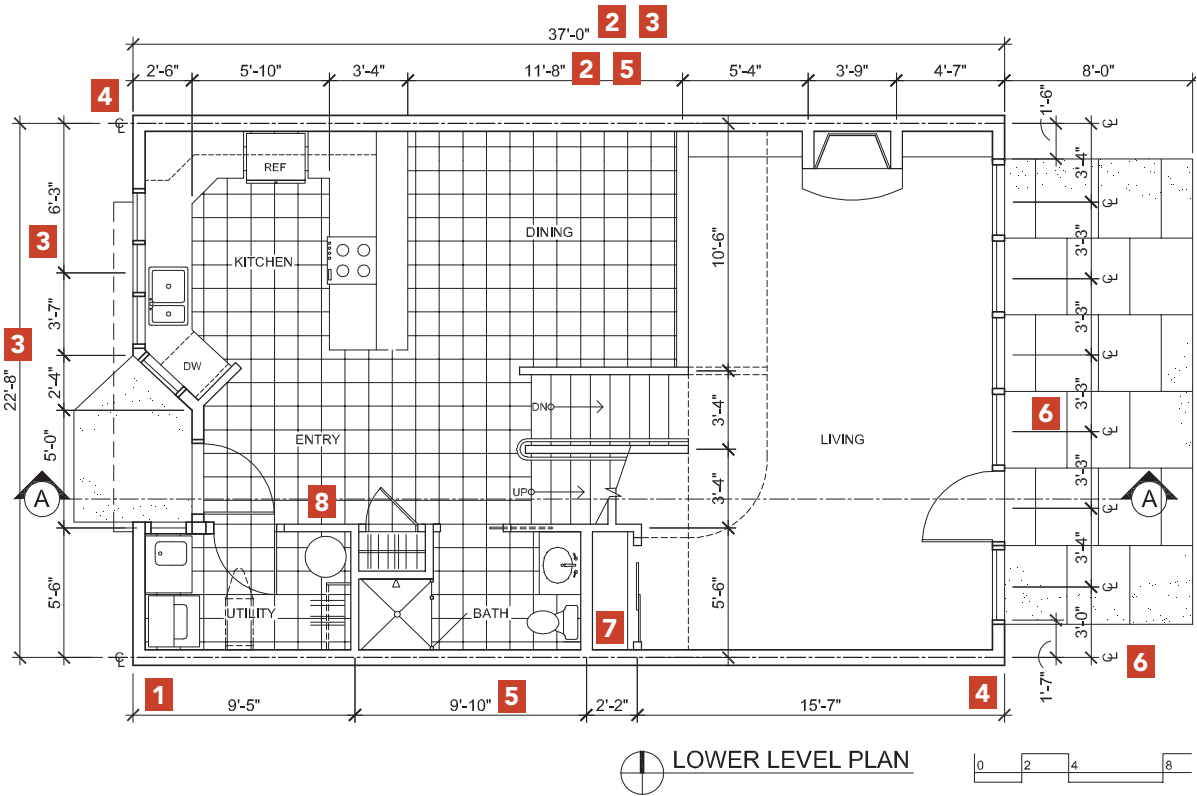 37'-0" 2 3
2'-6" 5'-10" 3'-4" 11'-8" 2 5 5'-4" 3'-9" 4'-7" 8'-0"
4
1'-6"
REF
3'-4"
6'-3"
3'-3"
DINING
3
KITCHEN
10'-6"
3'-3"
3'-7"
3
22'-8"
DW
2'-4"
3'-3"
DN
3'-4"
6
5'-0"
ENTRY
LIVING
3'-3"
A
8
UP
3'-4"
A
3'-3"
3'-4"
5'-6"
UTILITY
BATH
7
5'-6"
3'-0"
6
1'-7"
1
9'-5"
9'-10" 5
2'-2"
15'-7"
4
LOWER LEVEL PLAN
0 2 4 8